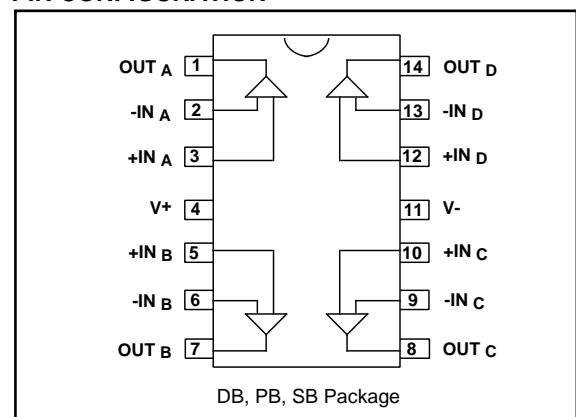 OUT A 1 14 OUT D
-IN A 2 13 -IN D
+IN A 3 12 +IN D
V+ 4 11 V-
+IN B 5 10 +IN C
-IN B 6 9 -IN C
OUT B 7 8 OUT C
DB, PB, SB Package